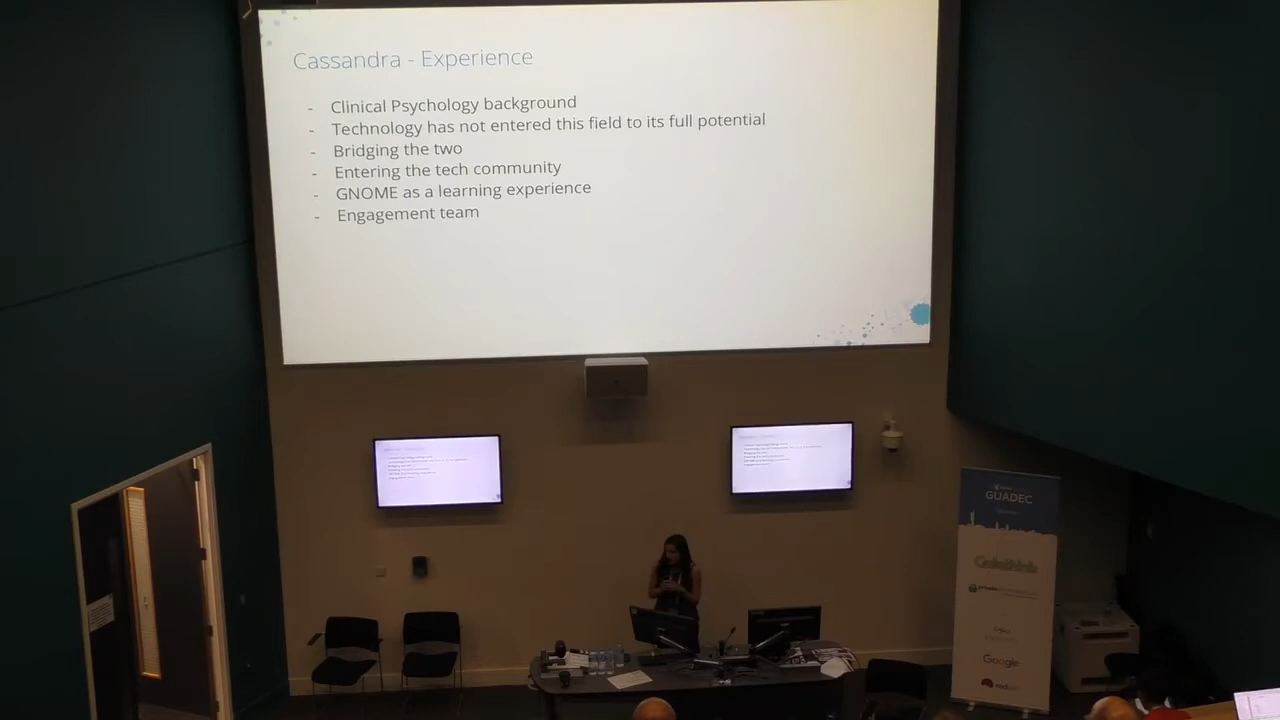 Cassandra - Experience
- Clinical Psychology background
- Technology has not entered this field to its full potential
- Bridging the two
- Entering the tech community
- GNOME as a learning experience
- Engagement team
GUADEC
Codethink
Google